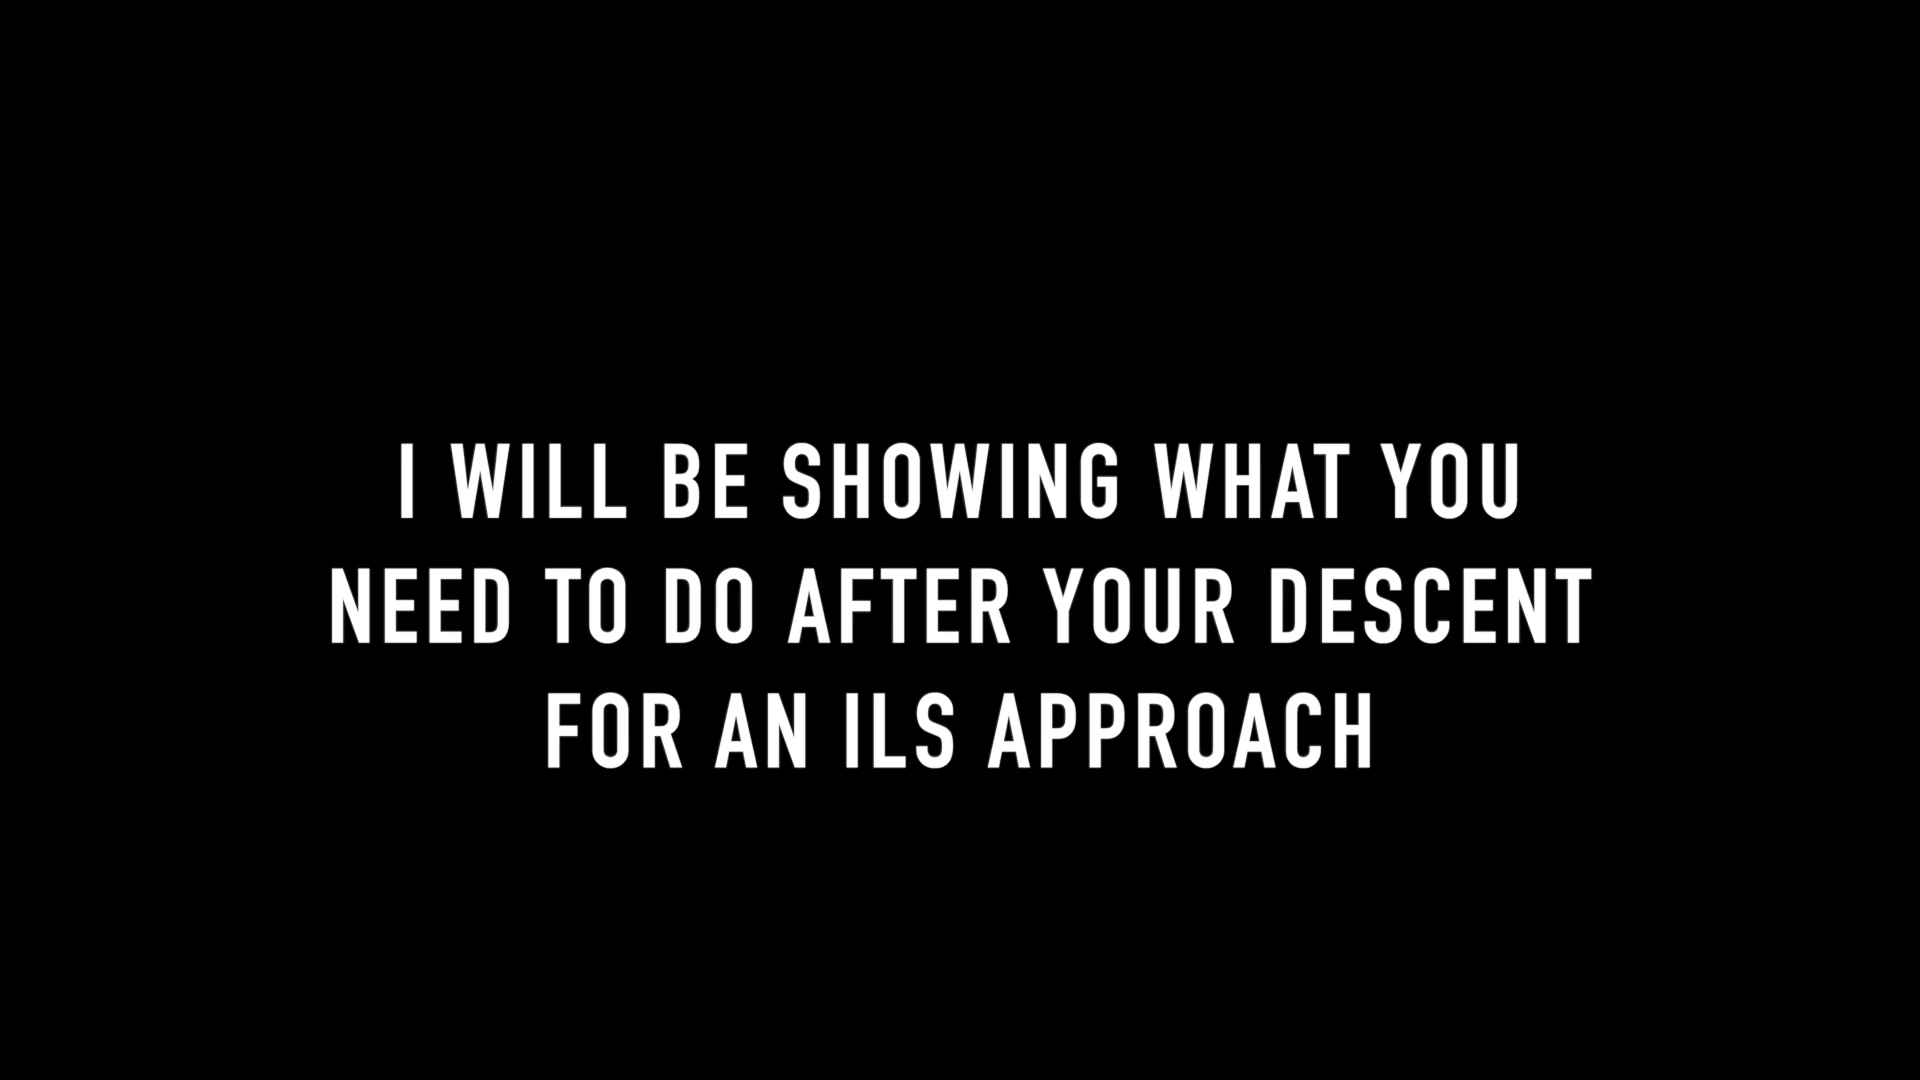 I WILL BE SHOWING WHAT YOU
NEED TO DO AFTER YOUR DESCENT
FOR AN ILS APPROACH